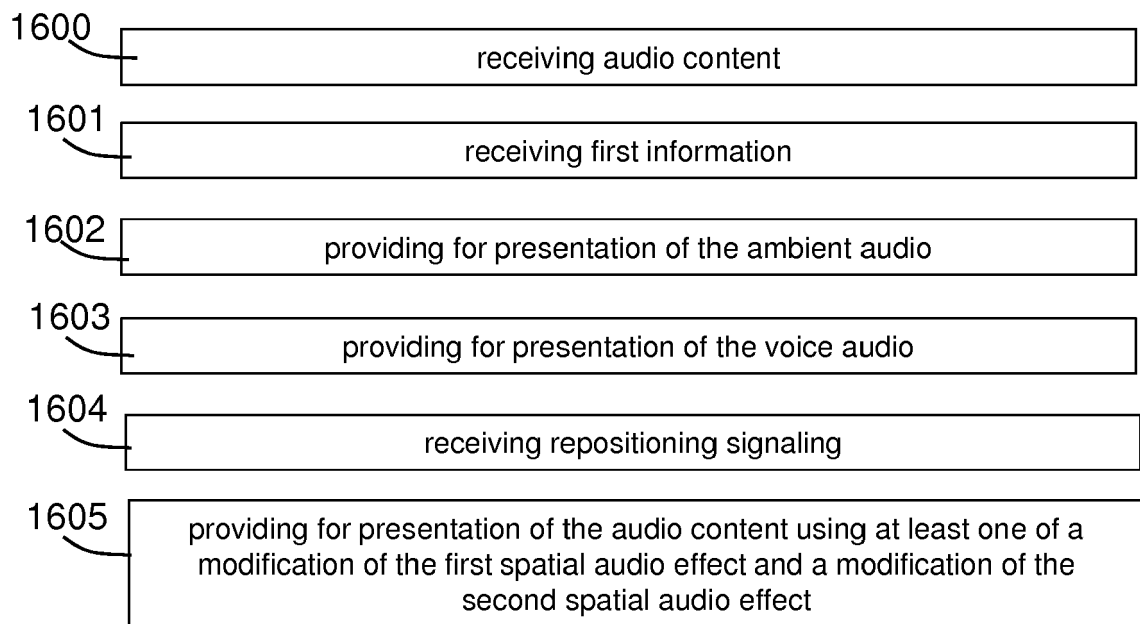 1600
receiving audio content
1601
receiving first information
1602
providing for presentation of the ambient audio
1603
providing for presentation of the voice audio
1604
receiving repositioning signaling
1605
providing for presentation of the audio content using at least one of a
modification of the first spatial audio effect and a modification of the
second spatial audio effect